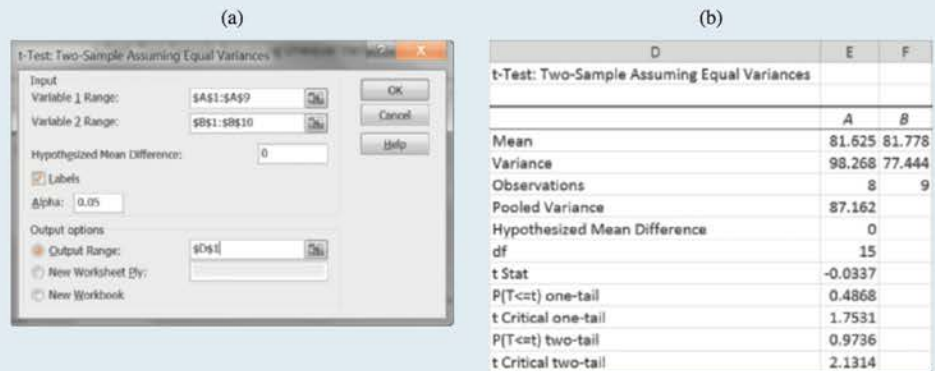 (a)
t-Test: Two-Sample Assuming Equal Variances
Input
Variable 1 Range:
$A$1:$A$9
Variable 2 Range:
$B$1:$B$10
Hypothesized Mean Difference:
0
Labels
Alpha: 0.05
Output options
Output Range:
$D$1
New Worksheet Ply:
New Workbook
OK
Cancel
Help
(b)
D E F
t-Test: Two-Sample Assuming Equal Variances
A B
Mean 81.625 81.778
Variance 98.268 77.444
Observations 8 9
Pooled Variance 87.162
Hypothesized Mean Difference 0
df 15
t Stat -0.0337
P(T<=t) one-tail 0.4868
t Critical one-tail 1.7531
P(T<=t) two-tail 0.9736
t Critical two-tail 2.1314